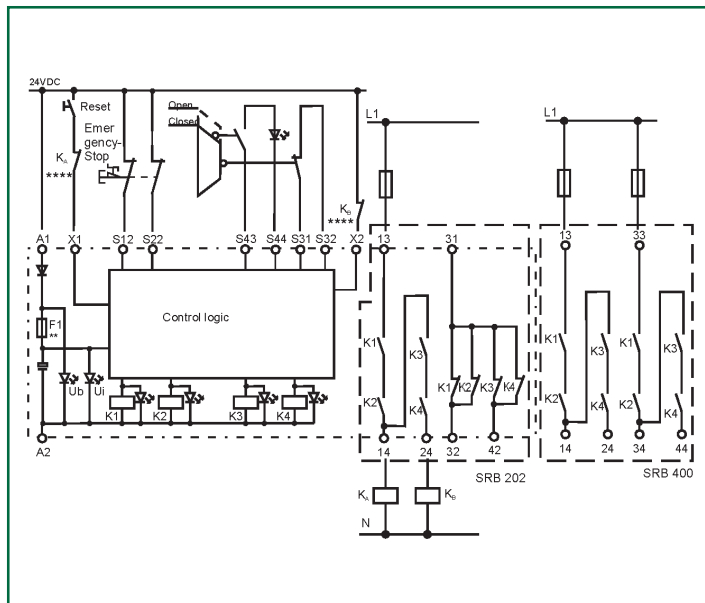 24VDC
Reset
Emer
gency-
Stop
KA
****
Open
Closed
KB
****
L1
L1
A1 X1 S12 S22 S43 S44 S31 S32 X2 13 31
13 33
F1
**
Ub Ui
Control logic
K1 K2 K3 K4
K1 K3
K2 K4
K1 K2 K3 K4
K1 K3 K1 K3
K2 K4 K2 K4
A2 14 24 32 42
14 24 34 44
SRB 202
SRB 400
KA KB
N